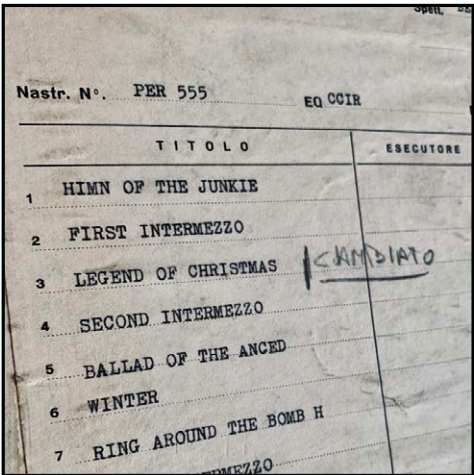 Spett.
Nastr. N°. PER 555 EQ CCIR
TITOLO ESECUTORE
1 HIMN OF THE JUNKIE
2 FIRST INTERMEZZO
3 LEGEND OF CHRISTMAS CAMBIATO
4 SECOND INTERMEZZO
5 BALLAD OF THE ANCED
6 WINTER
7 RING AROUND THE BOMB H